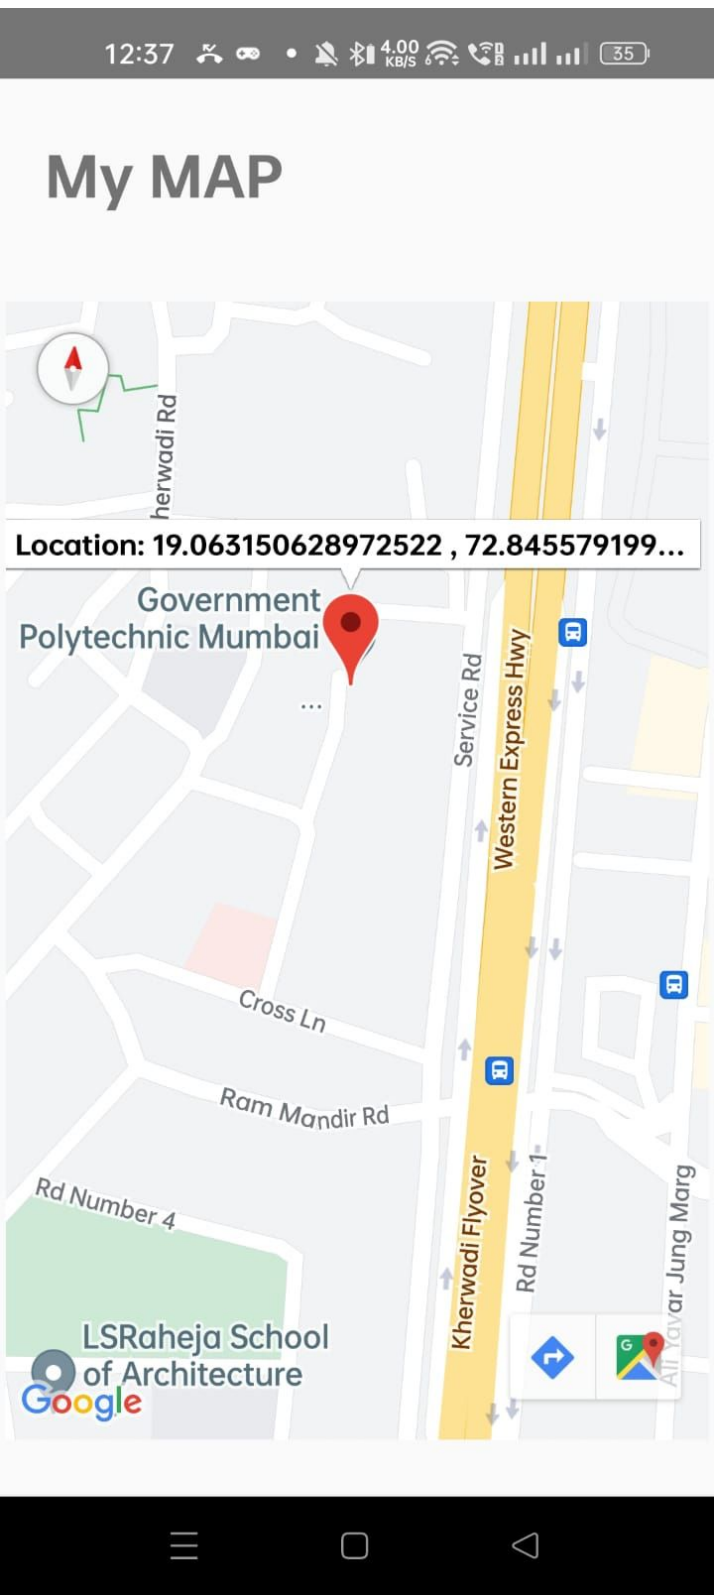 12:37
4.00
KB/S
35
My MAP
herwadi Rd
Location: 19.063150628972522 , 72.845579199...
Government
Polytechnic Mumbai
...
Service Rd
Western Express Hwy
Cross Ln
Ram Mandir Rd
Rd Number 4
Kherwadi Flyover
Rd Number 1
Ali Yavar Jung Marg
LSRaheja School
of Architecture
Google
G